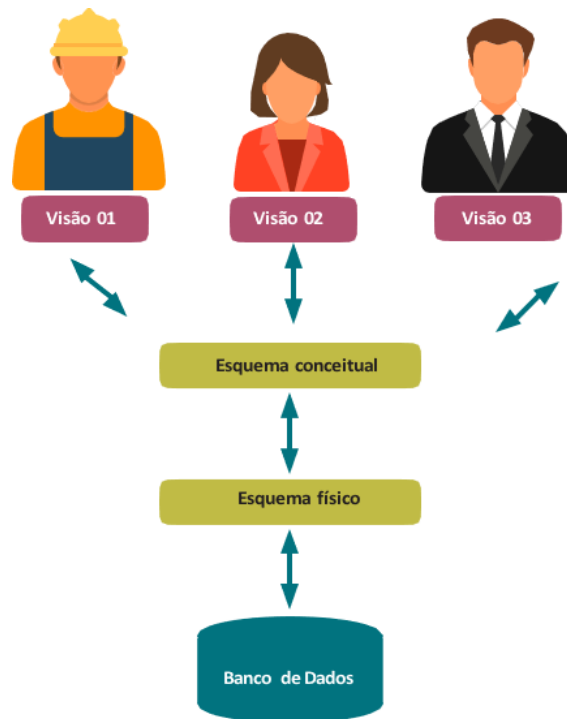 Visão 01
Visão 02
Visão 03
Esquema conceitual
Esquema físico
Banco de Dados